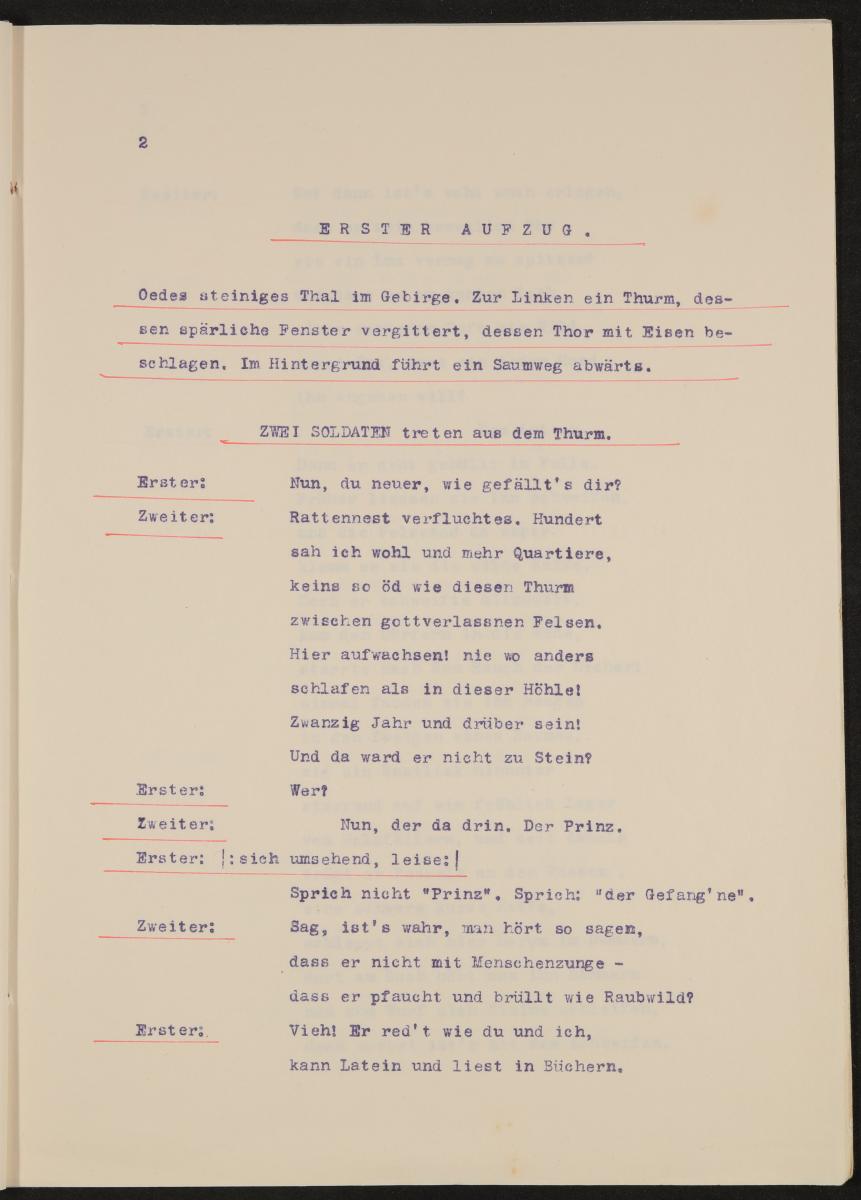 2
ERSTER AUFZUG.
Oedes steiniges Thal im Gebirge. Zur Linken ein Thurm, des-
sen spärliche Fenster vergittert, dessen Thor mit Eisen be-
schlagen. Im Hintergrund führt ein Saumweg abwärts.
ZWEI SOLDATEN treten aus dem Thurm.
Erster: Nun, du neuer, wie gefällt's dir?
Zweiter: Rattennest verfluchtes. Hundert
sah ich wohl und mehr Quartiere,
keins so öd wie diesen Thurm
zwischen gottverlassnen Felsen.
Hier aufwachsen! nie wo anders
schlafen als in dieser Höhle!
Zwanzig Jahr und drüber sein!
Und da ward er nicht zu Stein?
Erster: Wer?
Zweiter: Nun, der da drin. Der Prinz.
Erster: |:sich umsehend, leise:|
Sprich nicht "Prinz". Sprich: "der Gefang'ne".
Zweiter: Sag, ist's wahr, man hört so sagen,
dass er nicht mit Menschenzunge -
dass er pfaucht und brüllt wie Raubwild?
Erster: Vieh! Er red't wie du und ich,
kann Latein und liest in Büchern.